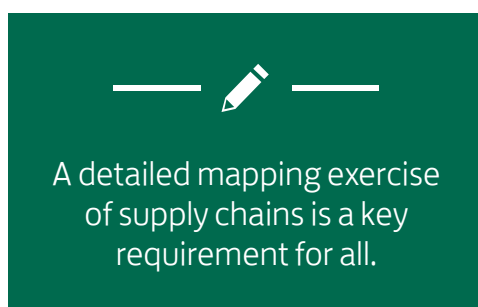 A detailed mapping exercise
of supply chains is a key
requirement for all.